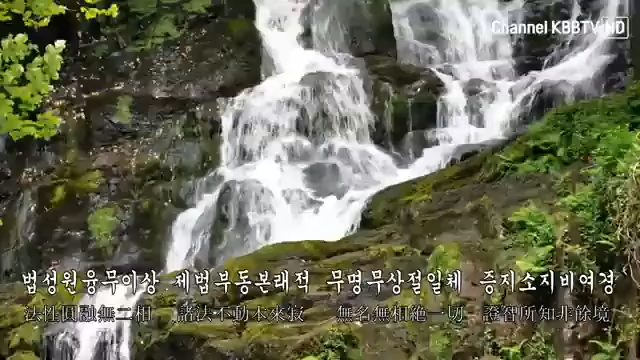 Channel KBBTV HD
법성원융무이상 제법부동본래적 무명무상절일체 증지소지비여경
法性圓融無二相 諸法不動本來寂 無名無相絶一切 證智所知非餘境